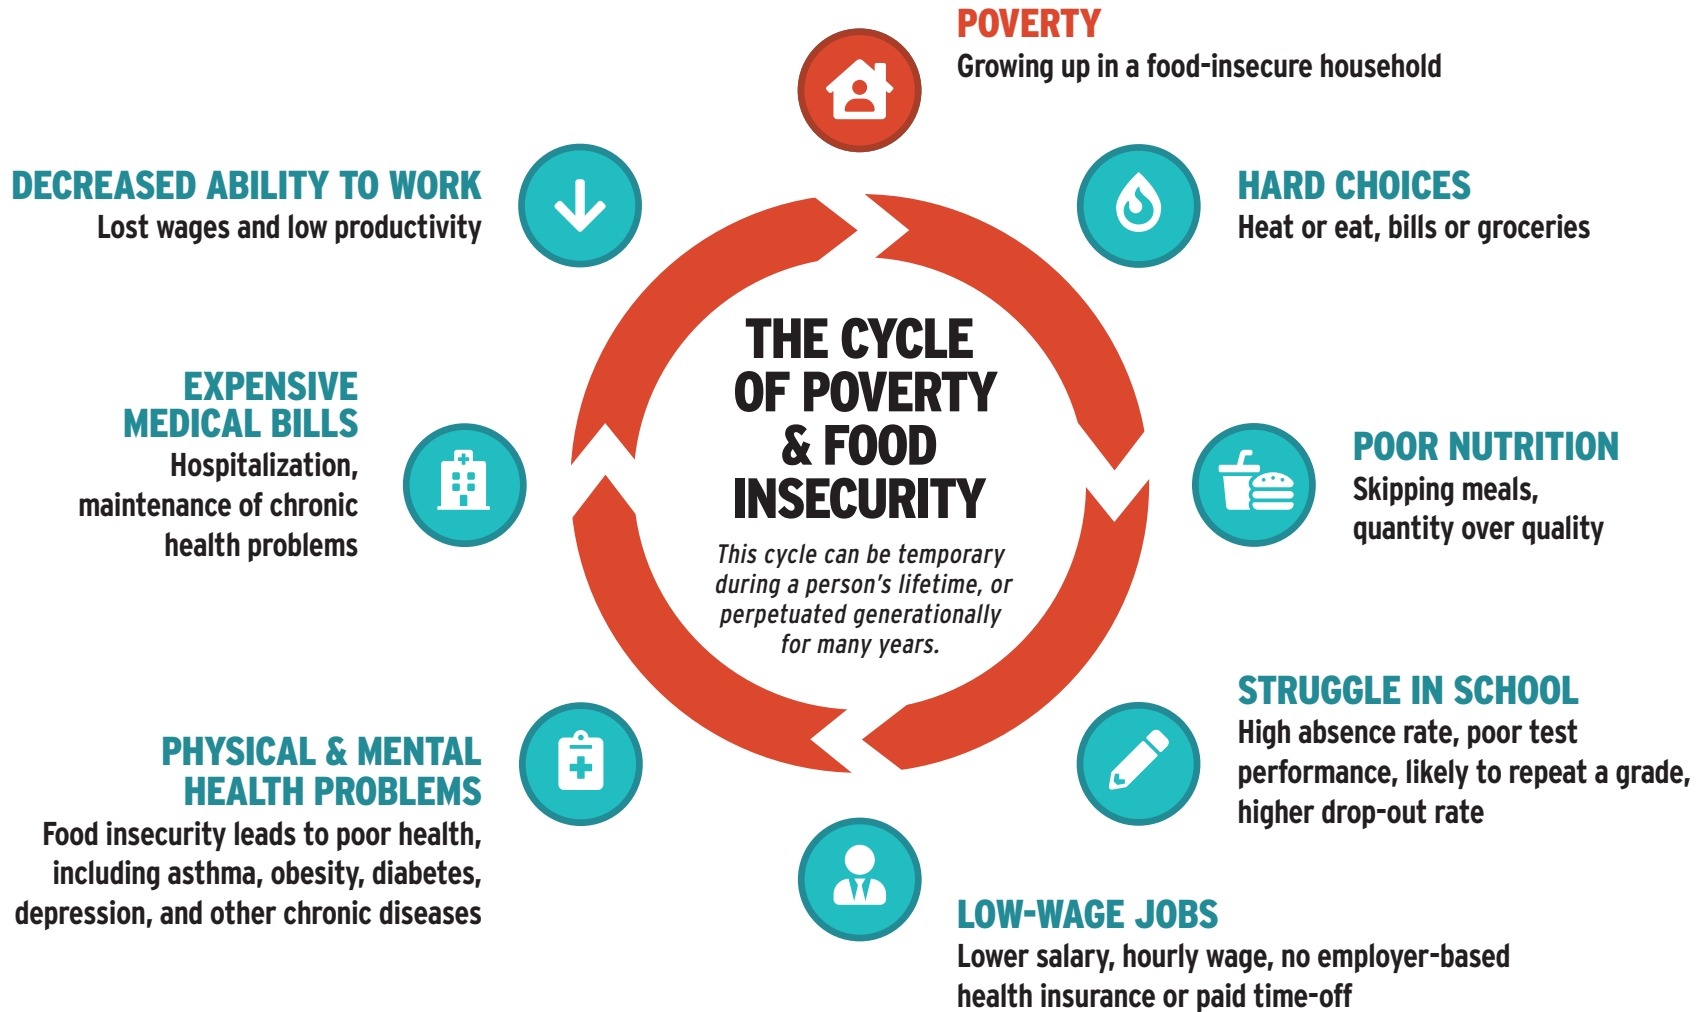 POVERTY
Growing up in a food-insecure household
HARD CHOICES
Heat or eat, bills or groceries
POOR NUTRITION
Skipping meals,
quantity over quality
STRUGGLE IN SCHOOL
High absence rate, poor test
performance, likely to repeat a grade,
higher drop-out rate
LOW-WAGE JOBS
Lower salary, hourly wage, no employer-based
health insurance or paid time-off
PHYSICAL & MENTAL
HEALTH PROBLEMS
Food insecurity leads to poor health,
including asthma, obesity, diabetes,
depression, and other chronic diseases
EXPENSIVE
MEDICAL BILLS
Hospitalization,
maintenance of chronic
health problems
DECREASED ABILITY TO WORK
Lost wages and low productivity
THE CYCLE
OF POVERTY
& FOOD
INSECURITY
This cycle can be temporary
during a person's lifetime, or
perpetuated generationally
for many years.